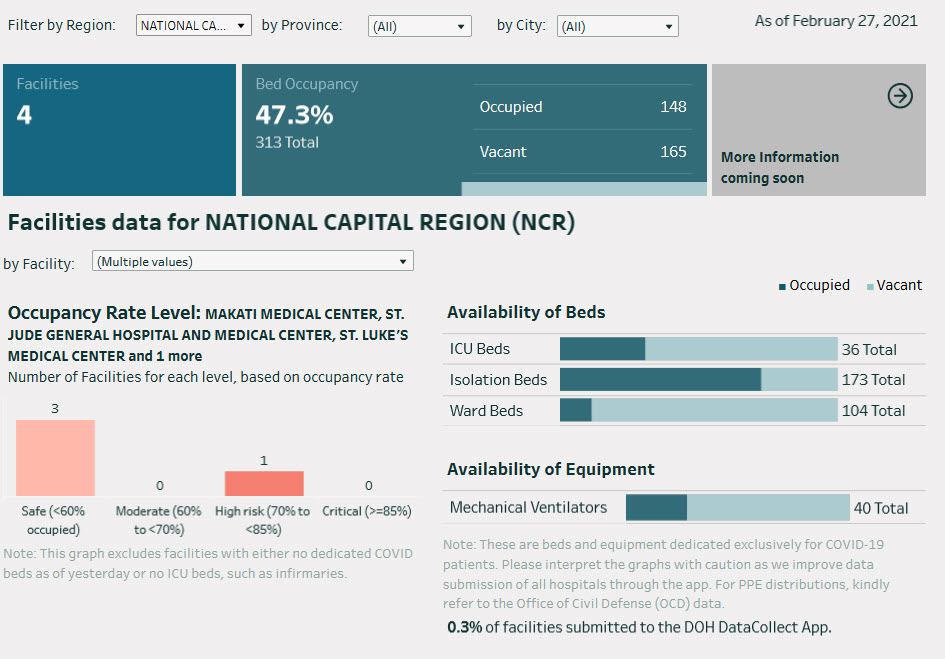 Filter by Region: NATIONAL CA... by Province: (All) by City: (All) As of February 27, 2021
Facilities
4
Bed Occupancy
47.3%
313 Total
Occupied 148
Vacant 165
More Information
coming soon
Facilities data for NATIONAL CAPITAL REGION (NCR)
by Facility: (Multiple values)
Occupied Vacant
Occupancy Rate Level: MAKATI MEDICAL CENTER, ST.
JUDE GENERAL HOSPITAL AND MEDICAL CENTER, ST. LUKE'S
MEDICAL CENTER and 1 more
Number of Facilities for each level, based on occupancy rate
3
0
1
0
Safe (<60%
occupied)
Moderate (60%
to <70%)
High risk (70% to
<85%)
Critical (>=85%)
Note: This graph excludes facilities with either no dedicated COVID
beds as of yesterday or no ICU beds, such as infirmaries.
Availability of Beds
ICU Beds 36 Total
Isolation Beds 173 Total
Ward Beds 104 Total
Availability of Equipment
Mechanical Ventilators 40 Total
Note: These are beds and equipment dedicated exclusively for COVID-19
patients. Please interpret the graphs with caution as we improve data
submission of all hospitals through the app. For PPE distributions, kindly
refer to the Office of Civil Defense (OCD) data.
0.3% of facilities submitted to the DOH DataCollect App.